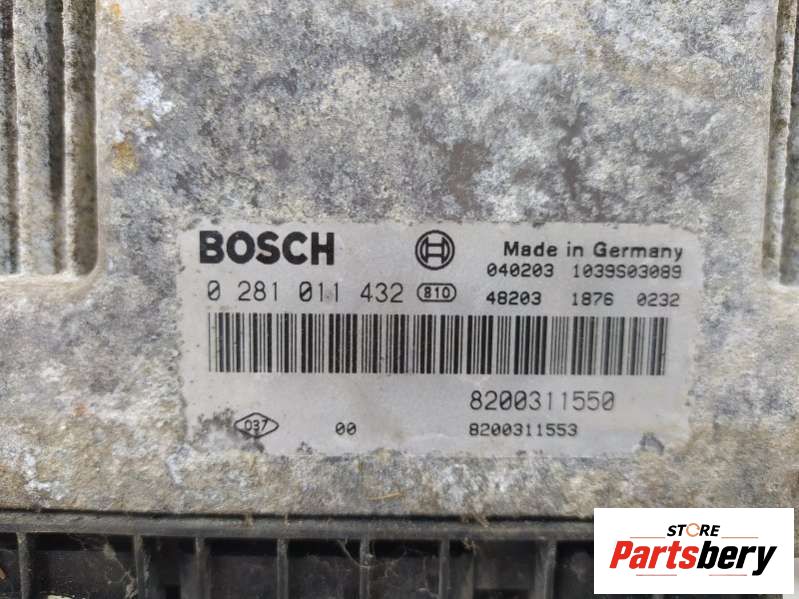 BOSCH Made in Germany
040203 1039S03089
0 281 011 432 810 48203 1876 0232
8200311550
037 00 8200311553
STORE
Partsbery